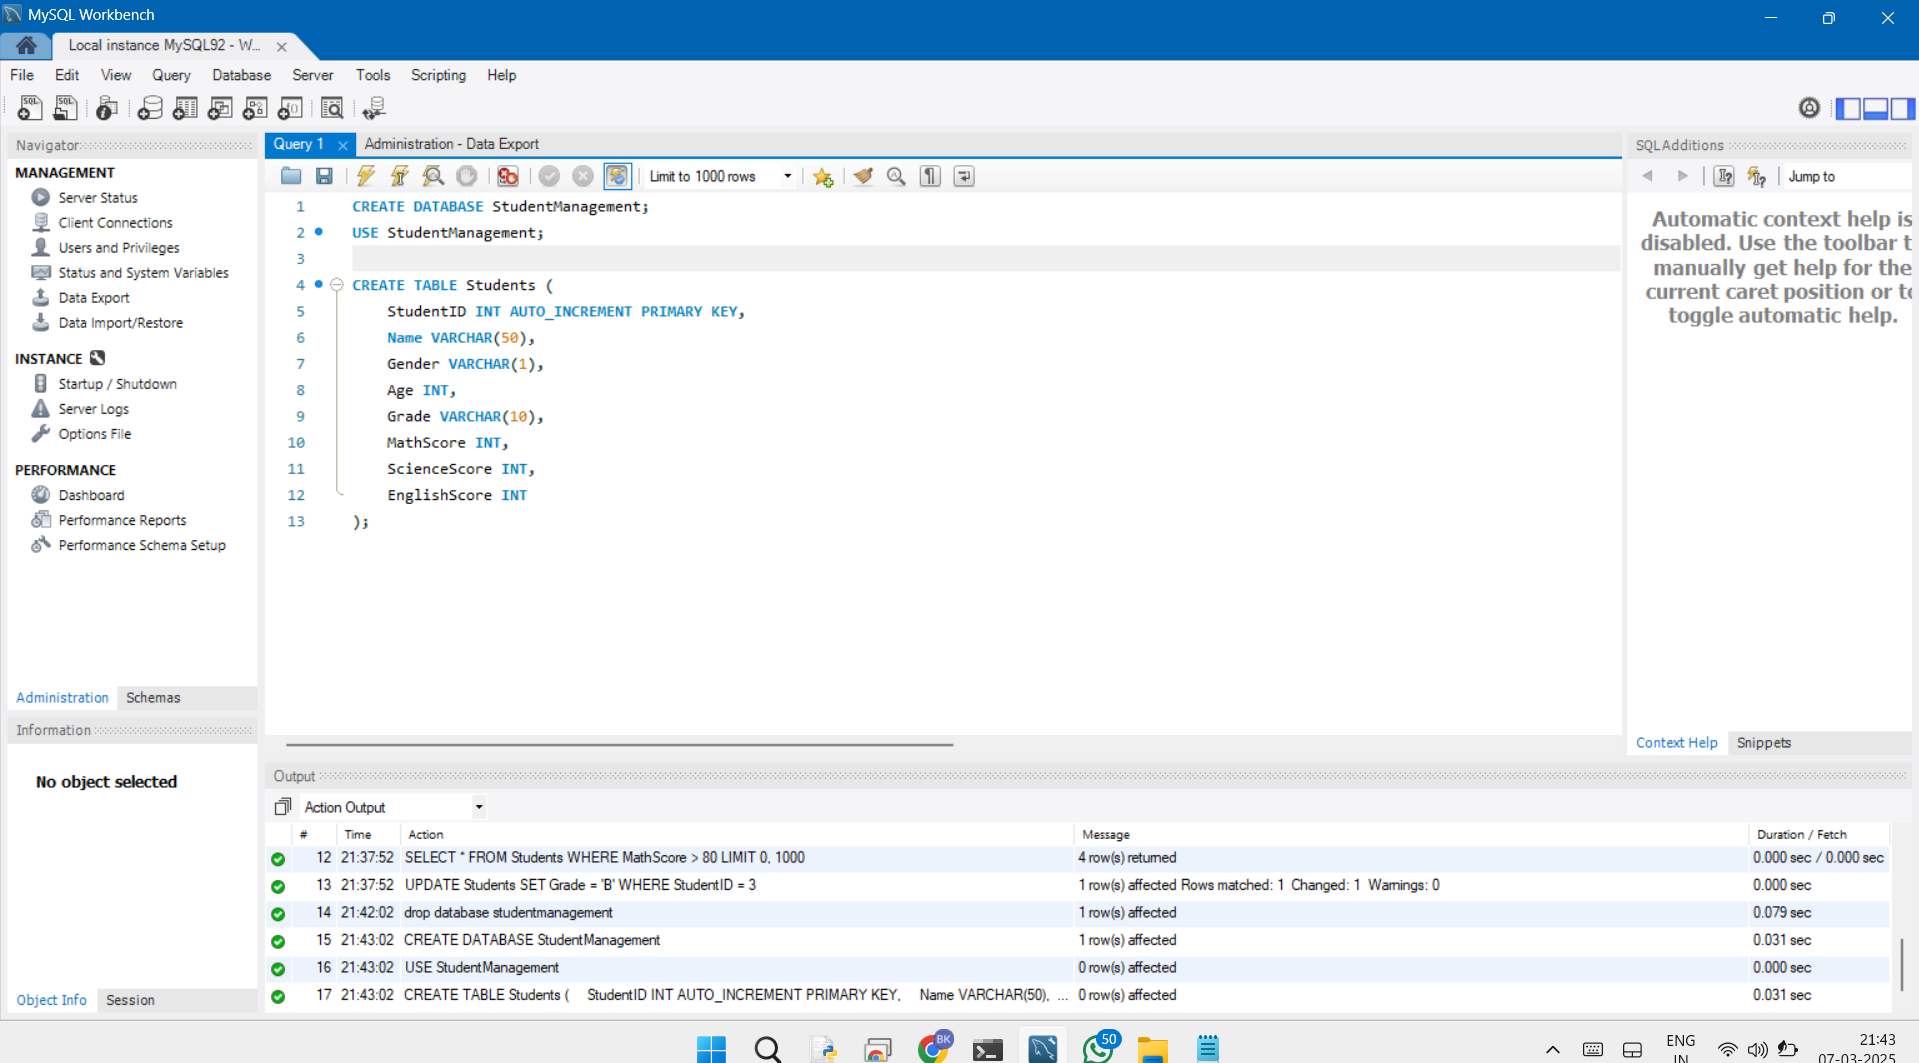 MySQL Workbench
Local instance MySQL92 - W...
File Edit View Query Database Server Tools Scripting Help
Navigator
MANAGEMENT
Server Status
Client Connections
Users and Privileges
Status and System Variables
Data Export
Data Import/Restore
INSTANCE
Startup / Shutdown
Server Logs
Options File
PERFORMANCE
Dashboard
Performance Reports
Performance Schema Setup
Administration Schemas
Information
No object selected
Object Info Session
Query 1 Administration - Data Export
Limit to 1000 rows
1 CREATE DATABASE StudentManagement;
2 USE StudentManagement;
3
4 CREATE TABLE Students (
5 StudentID INT AUTO_INCREMENT PRIMARY KEY,
6 Name VARCHAR(50),
7 Gender VARCHAR(1),
8 Age INT,
9 Grade VARCHAR(10),
10 MathScore INT,
11 ScienceScore INT,
12 EnglishScore INT
13 );
SQLAdditions
Jump to
Automatic context help is
disabled. Use the toolbar t
manually get help for the
current caret position or to
toggle automatic help.
Context Help Snippets
Output
Action Output
# Time Action Message Duration / Fetch
12 21:37:52 SELECT * FROM Students WHERE MathScore > 80 LIMIT 0, 1000 4 row(s) returned 0.000 sec / 0.000 sec
13 21:37:52 UPDATE Students SET Grade = 'B' WHERE StudentID = 3 1 row(s) affected Rows matched: 1 Changed: 1 Warnings: 0 0.000 sec
14 21:42:02 drop database studentmanagement 1 row(s) affected 0.079 sec
15 21:43:02 CREATE DATABASE StudentManagement 1 row(s) affected 0.031 sec
16 21:43:02 USE StudentManagement 0 row(s) affected 0.000 sec
17 21:43:02 CREATE TABLE Students ( StudentID INT AUTO_INCREMENT PRIMARY KEY, Name VARCHAR(50), ... 0 row(s) affected 0.031 sec
BK 50 ENG 21:43
IN 07-03-2025